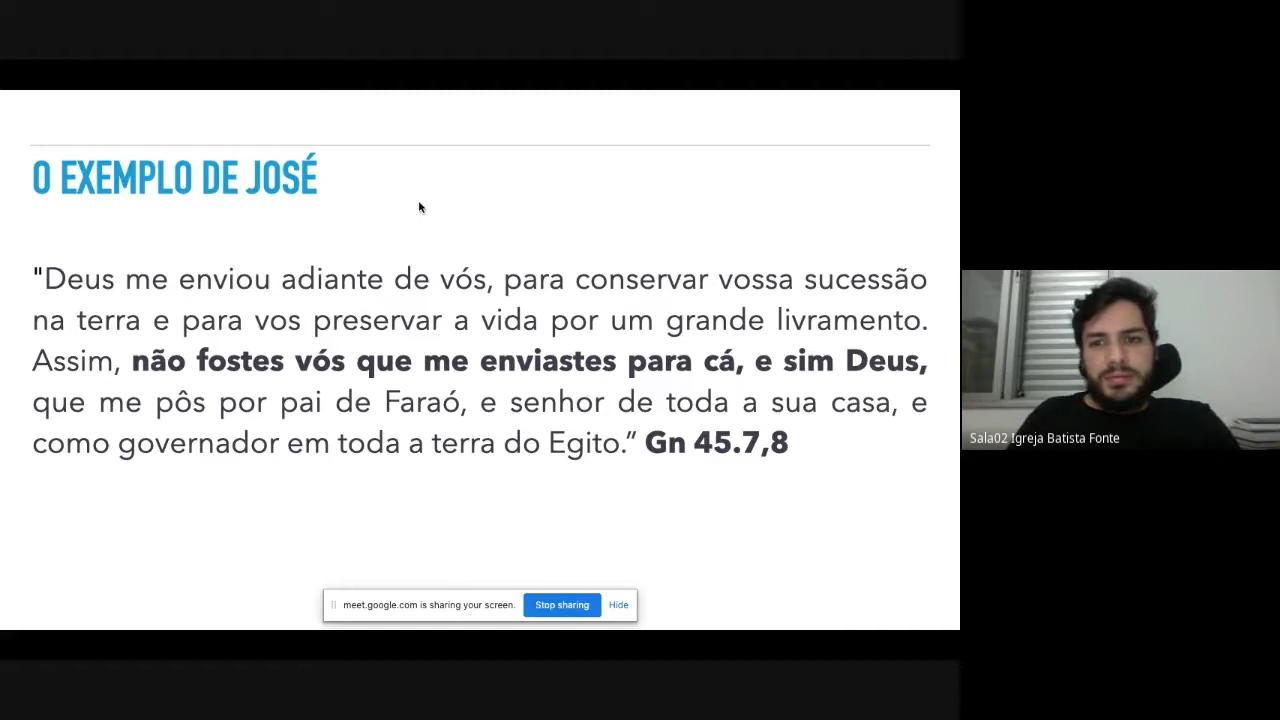 O EXEMPLO DE JOSÉ
"Deus me enviou adiante de vós, para conservar vossa sucessão
na terra e para vos preservar a vida por um grande livramento.
Assim, não fostes vós que me enviastes para cá, e sim Deus,
que me pôs por pai de Faraó, e senhor de toda a sua casa, e
como governador em toda a terra do Egito.” Gn 45.7,8
Sala02 Igreja Batista Fonte
meet.google.com is sharing your screen. Stop sharing Hide